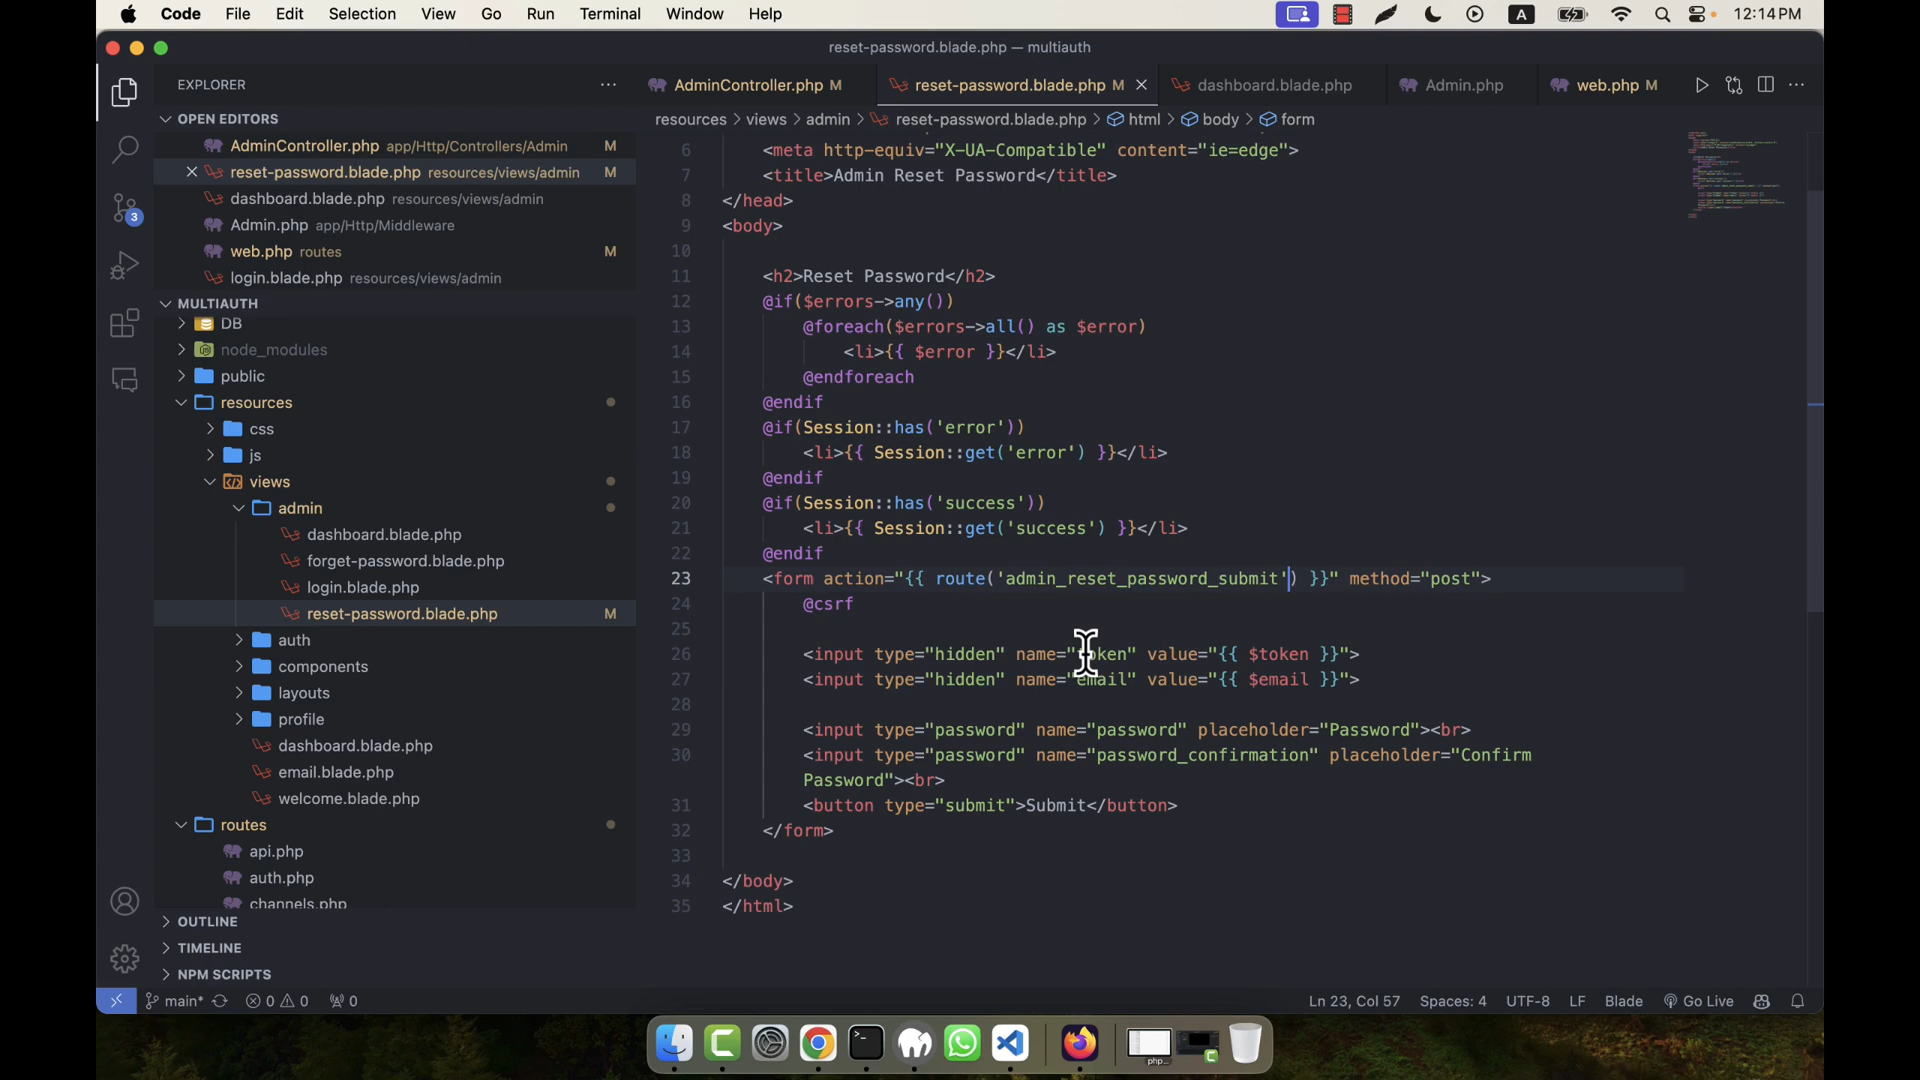 Code File Edit Selection View Go Run Terminal Window Help A 12:14 PM
reset-password.blade.php — multiauth
EXPLORER
AdminController.php M reset-password.blade.php M dashboard.blade.php Admin.php web.php M
resources > views > admin > reset-password.blade.php > html > body > form
OPEN EDITORS
AdminController.php app/Http/Controllers/Admin M
reset-password.blade.php resources/views/admin M
dashboard.blade.php resources/views/admin
Admin.php app/Http/Middleware
web.php routes M
login.blade.php resources/views/admin
3
MULTIAUTH
DB
node_modules
public
resources
css
js
views
admin
dashboard.blade.php
forget-password.blade.php
login.blade.php
reset-password.blade.php M
auth
components
layouts
profile
dashboard.blade.php
email.blade.php
welcome.blade.php
routes
api.php
auth.php
channels.php
OUTLINE
TIMELINE
NPM SCRIPTS
6 <meta http-equiv="X-UA-Compatible" content="ie=edge">
7 <title>Admin Reset Password</title>
8 </head>
9 <body>
10
11 <h2>Reset Password</h2>
12 @if($errors->any())
13 @foreach($errors->all() as $error)
14 <li>{{ $error }}</li>
15 @endforeach
16 @endif
17 @if(Session::has('error'))
18 <li>{{ Session::get('error') }}</li>
19 @endif
20 @if(Session::has('success'))
21 <li>{{ Session::get('success') }}</li>
22 @endif
23 <form action="{{ route('admin_reset_password_submit') }}" method="post">
24 @csrf
25
26 <input type="hidden" name="token" value="{{ $token }}">
27 <input type="hidden" name="email" value="{{ $email }}">
28
29 <input type="password" name="password" placeholder="Password"><br>
30 <input type="password" name="password_confirmation" placeholder="Confirm
Password"><br>
31 <button type="submit">Submit</button>
32 </form>
33
34 </body>
35 </html>
main* 0 0 0 Ln 23, Col 57 Spaces: 4 UTF-8 LF Blade Go Live
php...